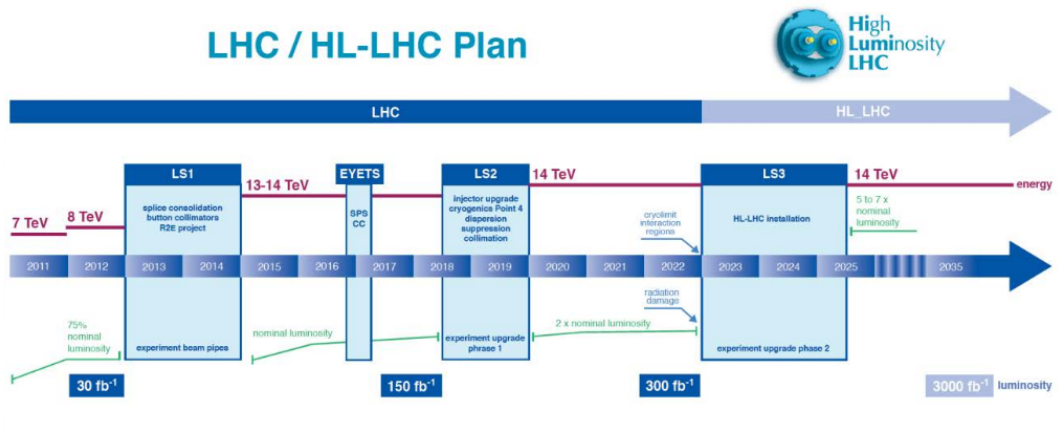 LHC / HL-LHC Plan
High
Luminosity
LHC
LHC
HL_LHC
LS1
EYETS
LS2
LS3
7 TeV
8 TeV
13-14 TeV
14 TeV
14 TeV
energy
splice consolidation
button collimators
R2E project
SPS
CC
injector upgrade
cryogenics Point 4
dispersion
suppression
collimation
cryolimit
interaction
regions
HL-LHC installation
5 to 7 x
nominal
luminosity
2011
2012
2013
2014
2015
2016
2017
2018
2019
2020
2021
2022
2023
2024
2025
2035
75%
nominal
luminosity
experiment beam pipes
nominal luminosity
experiment upgrade
phrase 1
2 x nominal luminosity
radiation
damage
experiment upgrade phase 2
30 fb⁻¹
150 fb⁻¹
300 fb⁻¹
3000 fb⁻¹
luminosity